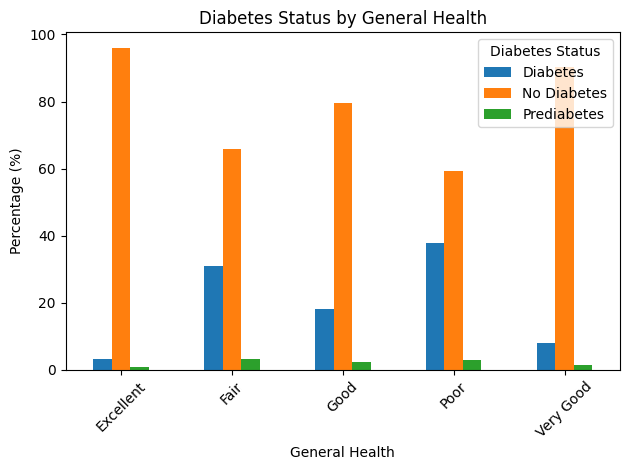 Diabetes Status by General Health
Percentage (%)
100
80
60
40
20
0
Diabetes Status
Diabetes
No Diabetes
Prediabetes
Excellent
Fair
Good
Poor
Very Good
General Health